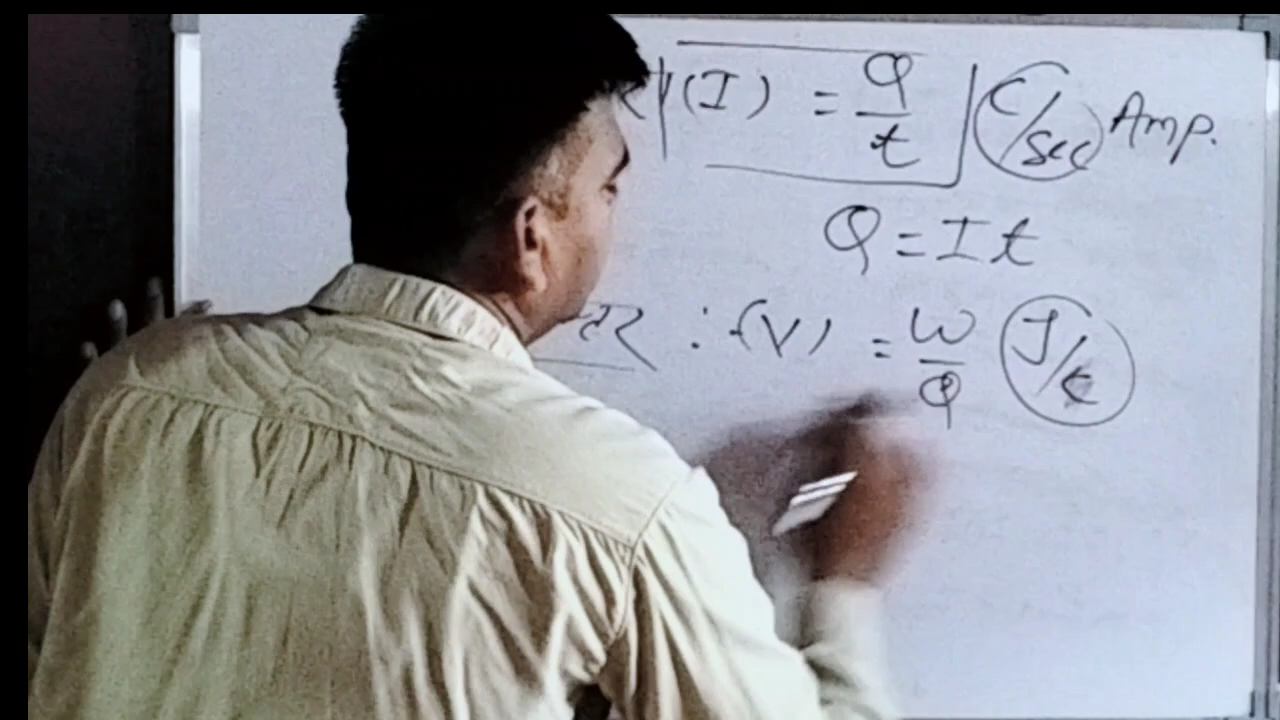 (I) = Q/t C/sec Amp.
Q = It
:- (V) = W/Q J/C